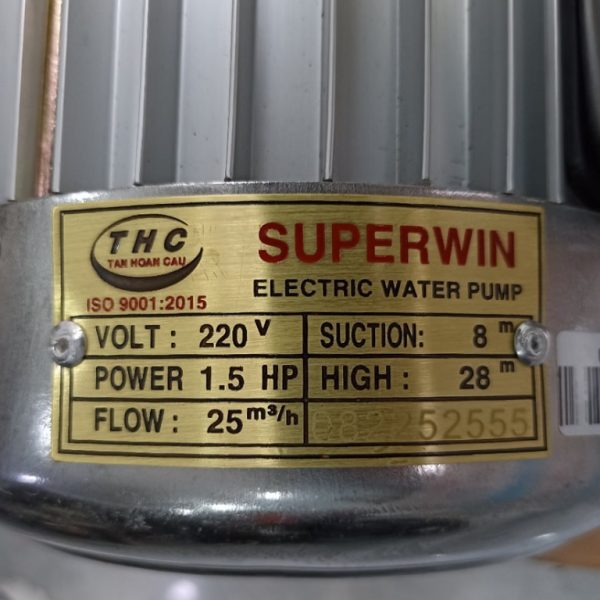 THC
TAN HOAN CAU
ISO 9001:2015
SUPERWIN
ELECTRIC WATER PUMP
VOLT : 220 V
SUCTION: 8 m
POWER 1.5 HP
HIGH : 28 m
FLOW: 25 m³/h
252555